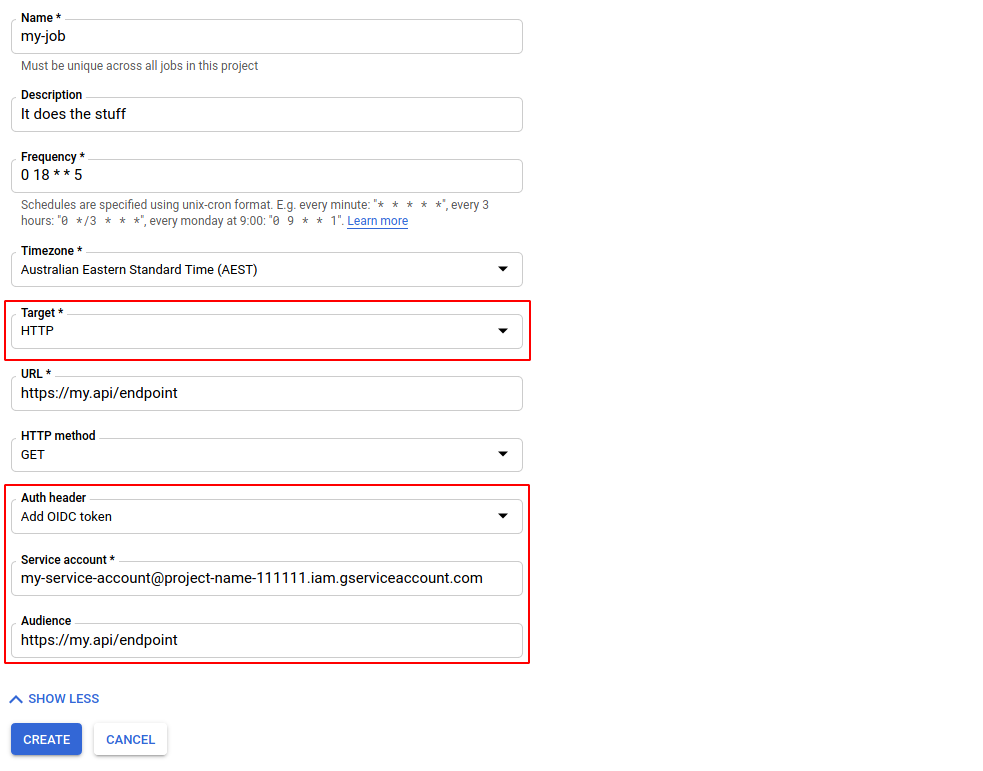 Name *
my-job
Must be unique across all jobs in this project
Description
It does the stuff
Frequency *
0 18 * * 5
Schedules are specified using unix-cron format. E.g. every minute: "* * * * *", every 3
hours: "0 */3 * * *", every monday at 9:00: "0 9 * * 1". Learn more
Timezone *
Australian Eastern Standard Time (AEST)
Target *
HTTP
URL *
https://my.api/endpoint
HTTP method
GET
Auth header
Add OIDC token
Service account *
my-service-account@project-name-111111.iam.gserviceaccount.com
Audience
https://my.api/endpoint
SHOW LESS
CREATE CANCEL